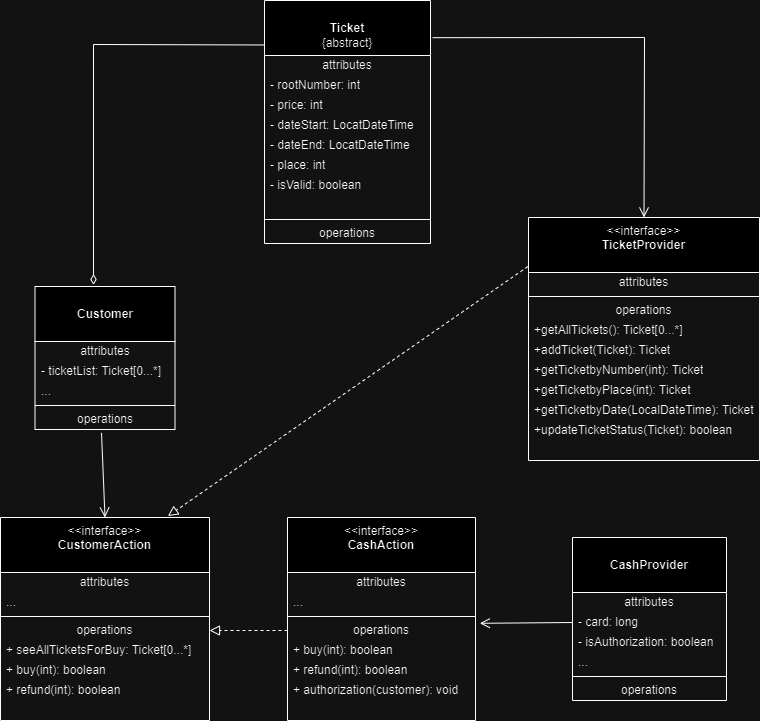 Ticket
{abstract}
attributes
- rootNumber: int
- price: int
- dateStart: LocatDateTime
- dateEnd: LocatDateTime
- place: int
- isValid: boolean
operations
<<interface>>
TicketProvider
attributes
operations
+getAllTickets(): Ticket[0...*]
+addTicket(Ticket): Ticket
+getTicketbyNumber(int): Ticket
+getTicketbyPlace(int): Ticket
+getTicketbyDate(LocalDateTime): Ticket
+updateTicketStatus(Ticket): boolean
Customer
attributes
- ticketList: Ticket[0...*]
...
operations
<<interface>>
CustomerAction
attributes
...
operations
+ seeAllTicketsForBuy: Ticket[0...*]
+ buy(int): boolean
+ refund(int): boolean
<<interface>>
CashAction
attributes
...
operations
+ buy(int): boolean
+ refund(int): boolean
+ authorization(customer): void
CashProvider
attributes
- card: long
- isAuthorization: boolean
...
operations